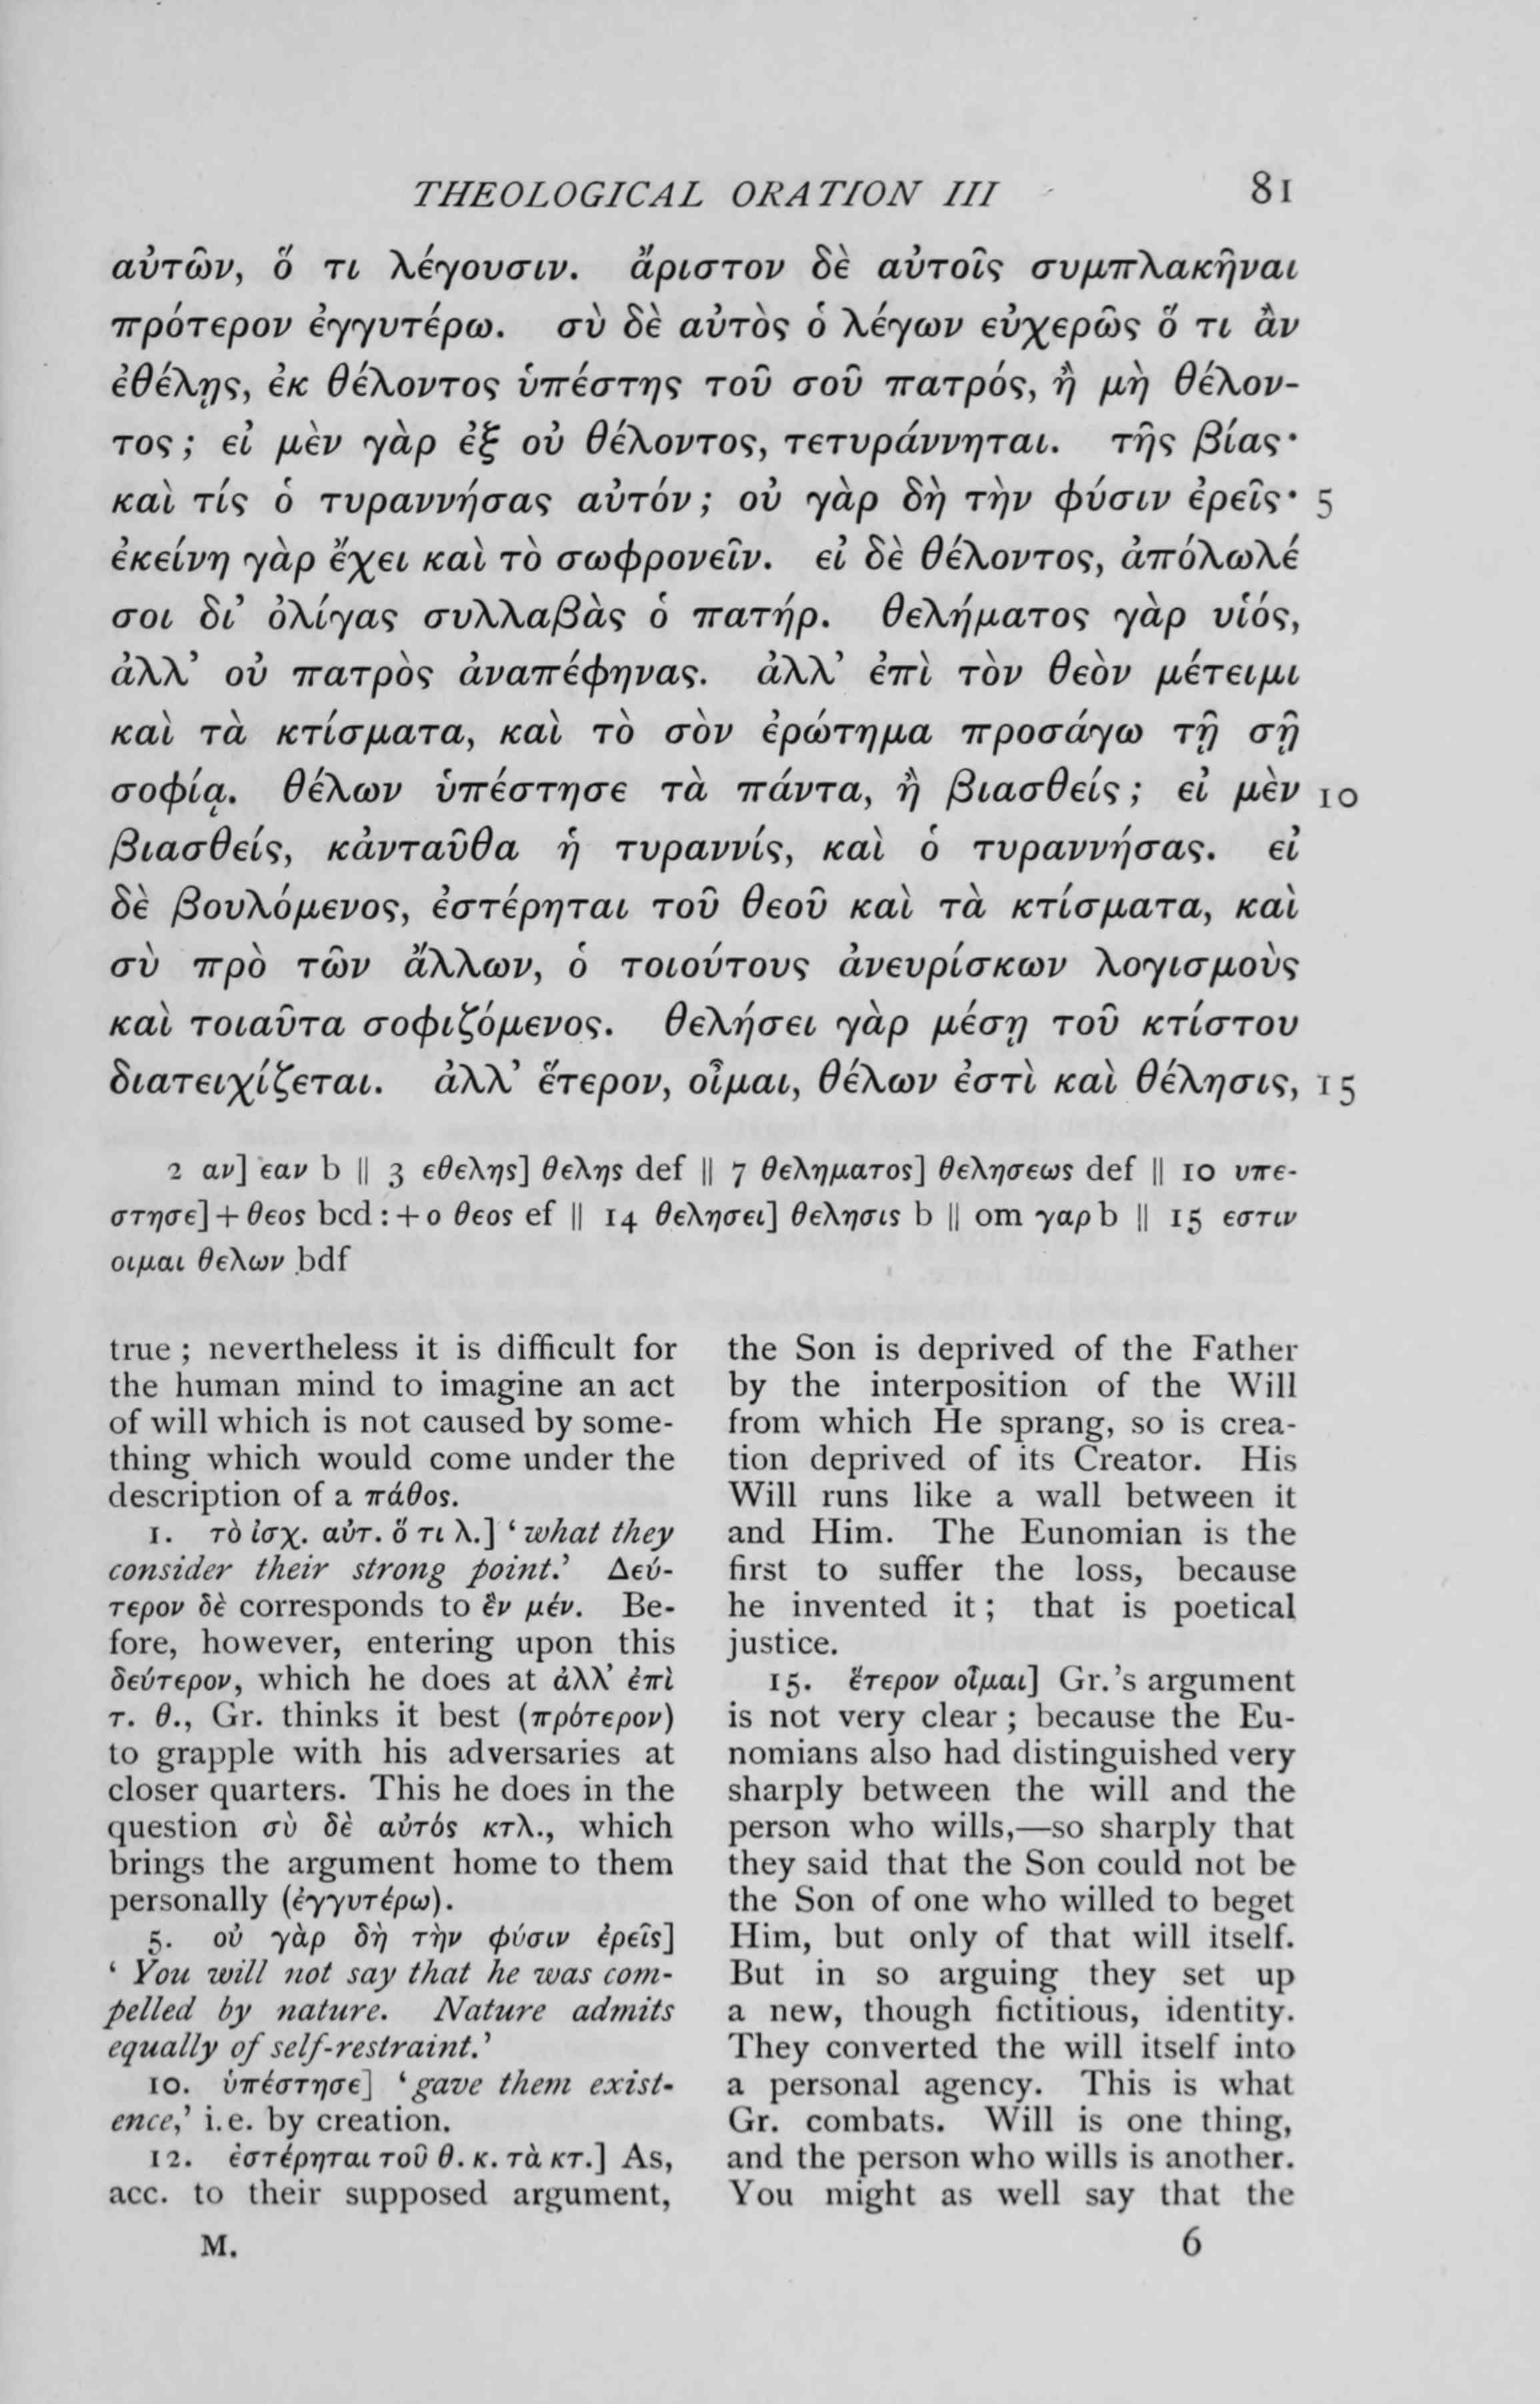 THEOLOGICAL ORATION III 81
αὐτῶν, ὅ τι λέγουσιν. ἄριστον δὲ αὐτοῖς συμπλακῆναι
πρότερον ἐγγυτέρω. σὺ δὲ αὐτὸς ὁ λέγων εὐχερῶς ὅ τι ἂν
ἐθέλῃς, ἐκ θέλοντος ὑπέστης τοῦ σοῦ πατρός, ἢ μὴ θέλον-
τος; εἰ μὲν γὰρ ἐξ οὐ θέλοντος, τετυράννηται. τῆς βίας·
καὶ τίς ὁ τυραννήσας αὐτόν; οὐ γὰρ δὴ τὴν φύσιν ἐρεῖς· 5
ἐκείνη γὰρ ἔχει καὶ τὸ σωφρονεῖν. εἰ δὲ θέλοντος, ἀπόλωλέ
σοι δι’ ὀλίγας συλλαβὰς ὁ πατήρ. θελήματος γὰρ υἱός,
ἀλλ’ οὐ πατρὸς ἀναπέφηνας. ἀλλ’ ἐπὶ τὸν θεὸν μέτειμι
καὶ τὰ κτίσματα, καὶ τὸ σὸν ἐρώτημα προσάγω τῇ σῇ
σοφίᾳ. θέλων ὑπέστησε τὰ πάντα, ἢ βιασθείς; εἰ μὲν 10
βιασθείς, κἀνταῦθα ἡ τυραννίς, καὶ ὁ τυραννήσας. εἰ
δὲ βουλόμενος, ἐστέρηται τοῦ θεοῦ καὶ τὰ κτίσματα, καὶ
σὺ πρὸ τῶν ἄλλων, ὁ τοιούτους ἀνευρίσκων λογισμοὺς
καὶ τοιαῦτα σοφιζόμενος. θελήσει γὰρ μέσῃ τοῦ κτίστου
διατειχίζεται. ἀλλ’ ἕτερον, οἶμαι, θέλων ἐστὶ καὶ θέλησις, 15
2 αν] εαν b || 3 εθελης] θελης def || 7 θεληματος] θελησεως def || 10 υπε-
στησε] + θεος bcd : + ο θεος ef || 14 θελησει] θελησις b || om γαρ b || 15 εστιν
οιμαι θελων bdf
true ; nevertheless it is difficult for
the human mind to imagine an act
of will which is not caused by some-
thing which would come under the
description of a πάθος.
1. τὸ ἰσχ. αὐτ. ὅ τι λ.] ‘what they
consider their strong point.’ Δεύ-
τερον δὲ corresponds to ἓν μέν. Be-
fore, however, entering upon this
δεύτερον, which he does at ἀλλ’ ἐπὶ
τ. θ., Gr. thinks it best (πρότερον)
to grapple with his adversaries at
closer quarters. This he does in the
question σὺ δὲ αὐτός κτλ., which
brings the argument home to them
personally (ἐγγυτέρω).
5. οὐ γὰρ δὴ τὴν φύσιν ἐρεῖς]
‘You will not say that he was com-
pelled by nature. Nature admits
equally of self-restraint.’
10. ὑπέστησε] ‘gave them exist-
ence,’ i.e. by creation.
12. ἐστέρηται τοῦ θ. κ. τὰ κτ.] As,
acc. to their supposed argument,
the Son is deprived of the Father
by the interposition of the Will
from which He sprang, so is crea-
tion deprived of its Creator. His
Will runs like a wall between it
and Him. The Eunomian is the
first to suffer the loss, because
he invented it ; that is poetical
justice.
15. ἕτερον οἶμαι] Gr.’s argument
is not very clear ; because the Eu-
nomians also had distinguished very
sharply between the will and the
person who wills,—so sharply that
they said that the Son could not be
the Son of one who willed to beget
Him, but only of that will itself.
But in so arguing they set up
a new, though fictitious, identity.
They converted the will itself into
a personal agency. This is what
Gr. combats. Will is one thing,
and the person who wills is another.
You might as well say that the
M. 6